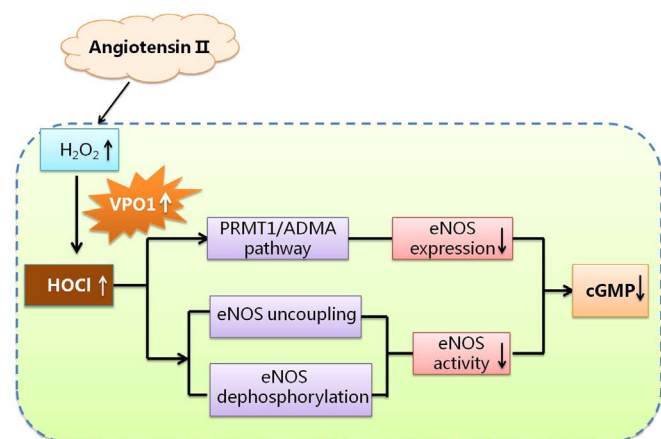 Angiotensin Ⅱ
H₂O₂ ↑
VPO1 ↑
PRMT1/ADMA
pathway
eNOS
expression ↓
HOCl ↑
cGMP ↓
eNOS uncoupling
eNOS
activity ↓
eNOS
dephosphorylation